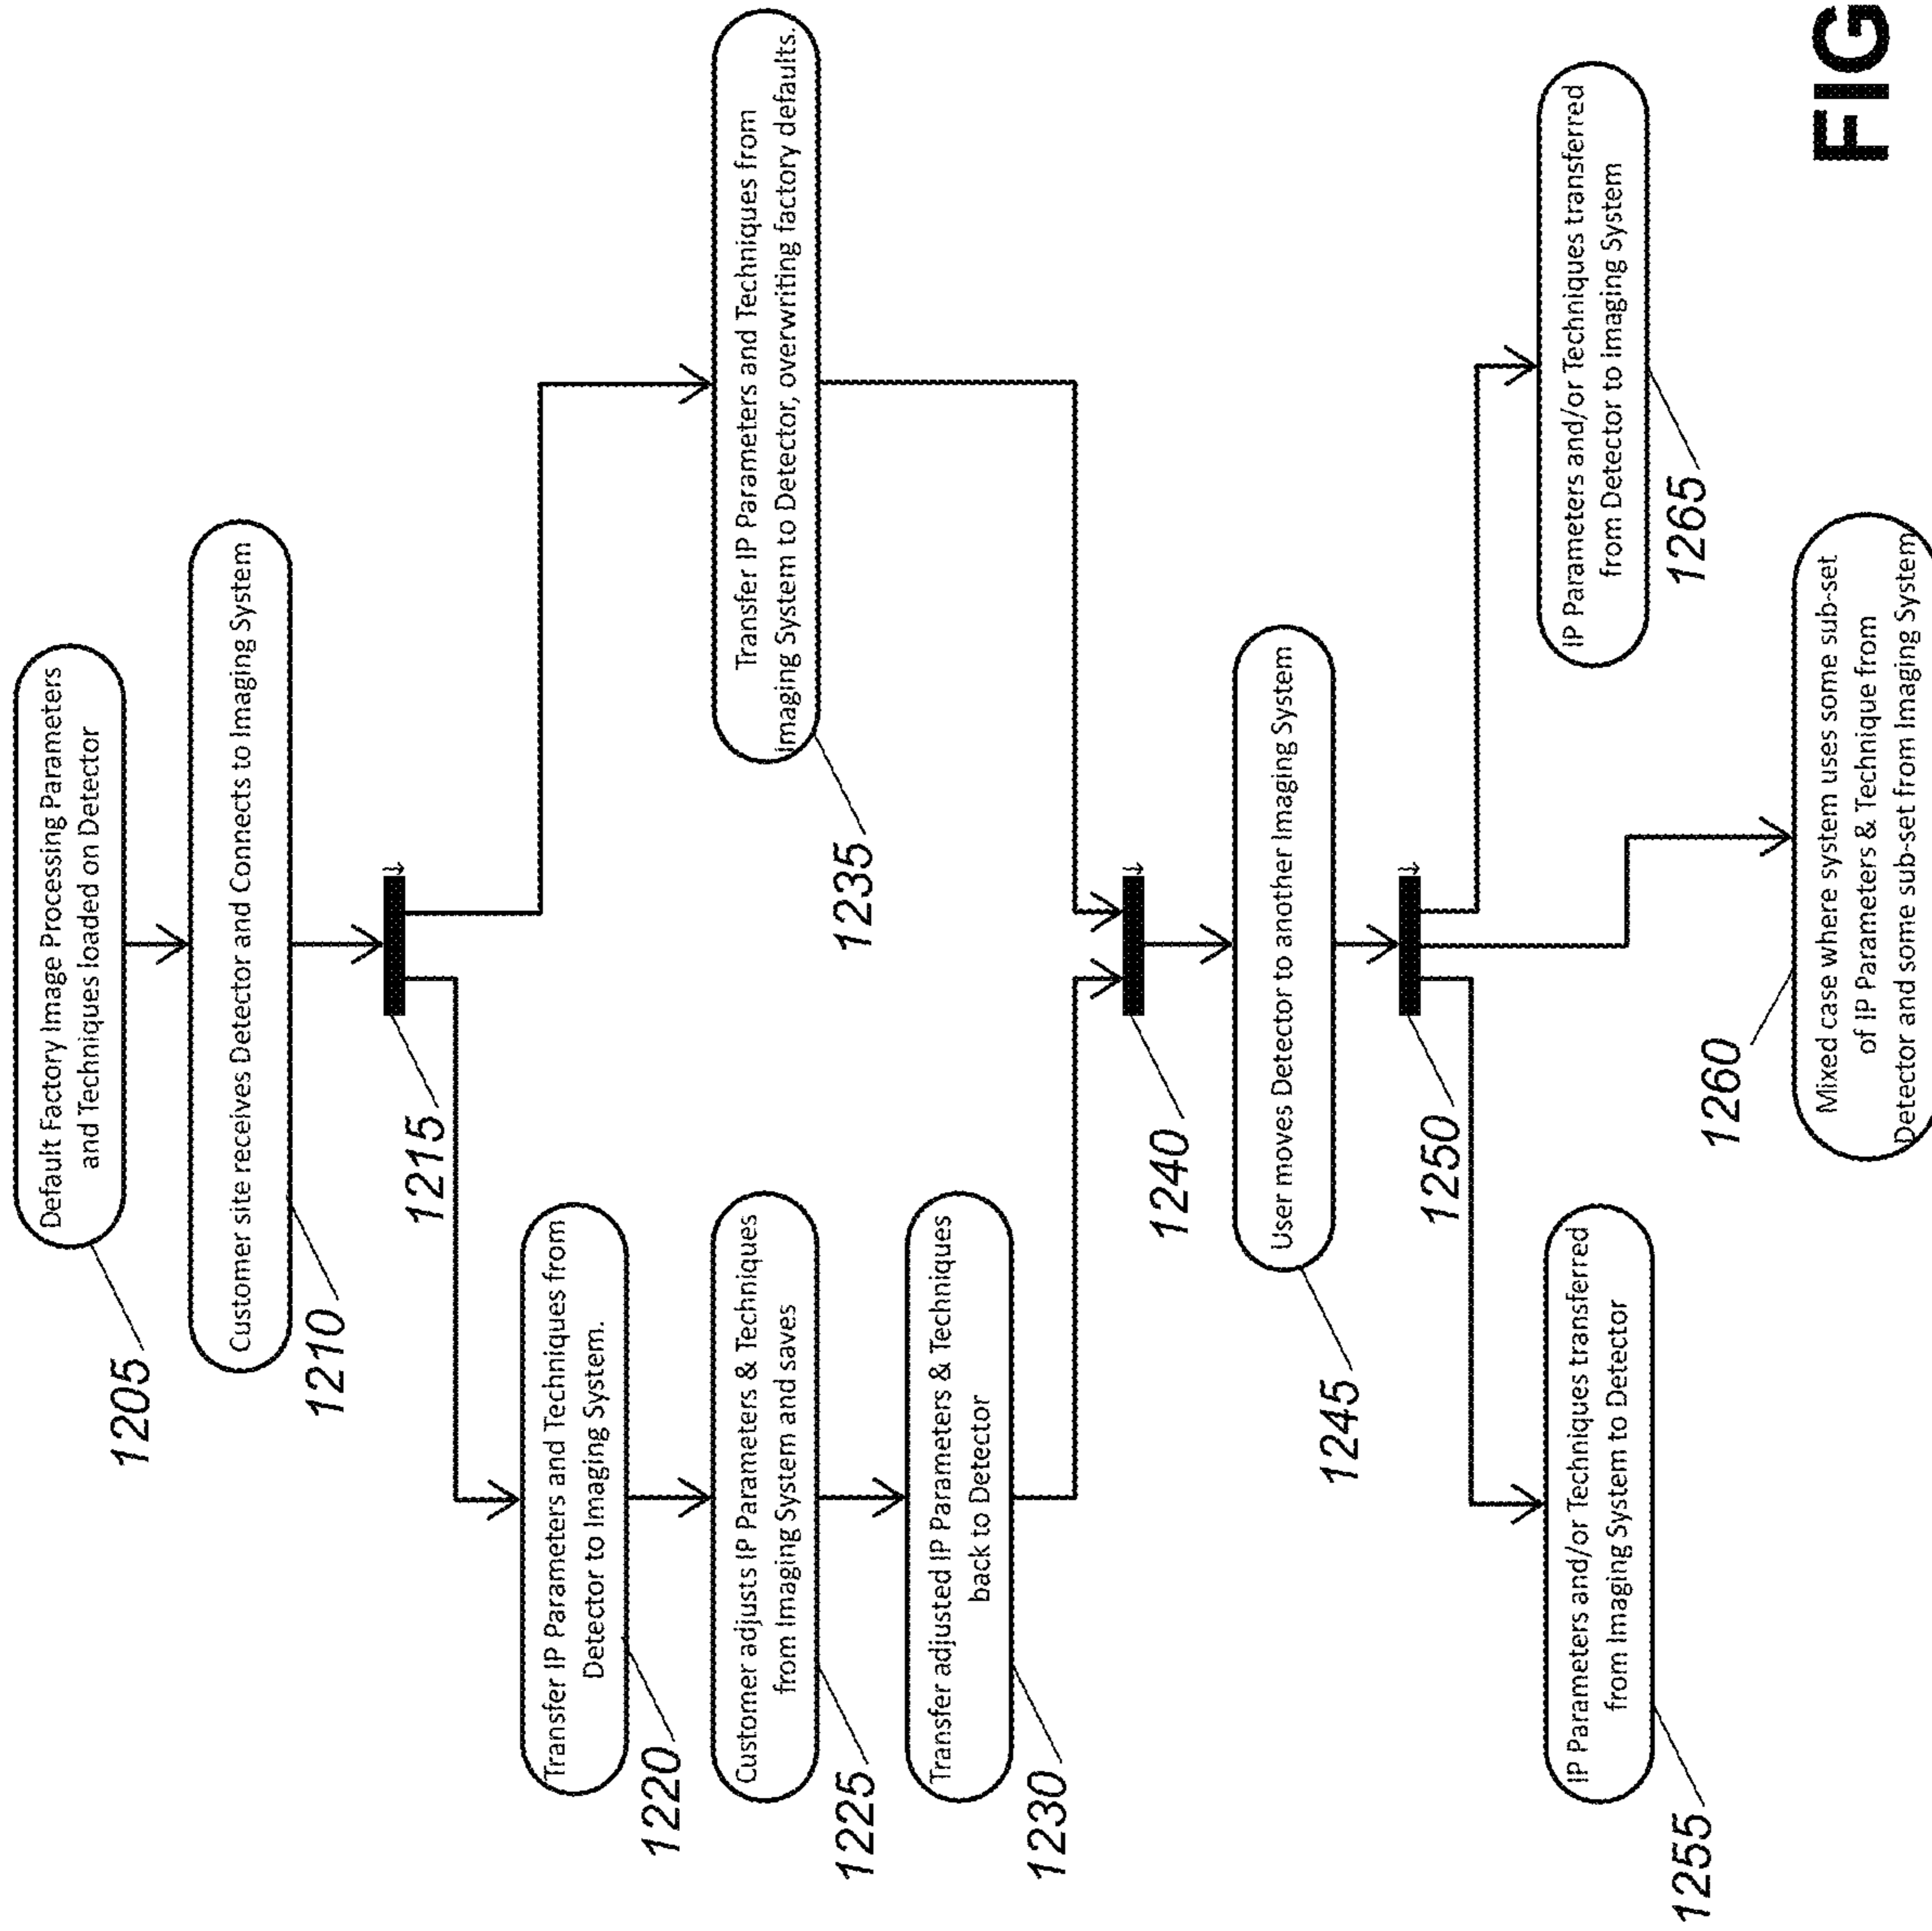 Default Factory Image Processing Parameters
and Techniques loaded on Detector
1205
Customer site receives Detector and Connects to Imaging System
1210
1215
Transfer IP Parameters and Techniques from
Detector to Imaging System.
1220
Customer adjusts IP Parameters & Techniques
from Imaging System and saves
1225
Transfer adjusted IP Parameters & Techniques
back to Detector
1230
Transfer IP Parameters and Techniques from
Imaging System to Detector, overwriting factory defaults.
1235
1240
User moves Detector to another Imaging System
1245
1250
IP Parameters and/or Techniques transferred
from Imaging System to Detector
1255
Mixed case where system uses some sub-set
of IP Parameters & Technique from
Detector and some sub-set from Imaging System
1260
IP Parameters and/or Techniques transferred
from Detector to Imaging System
1265
FIG